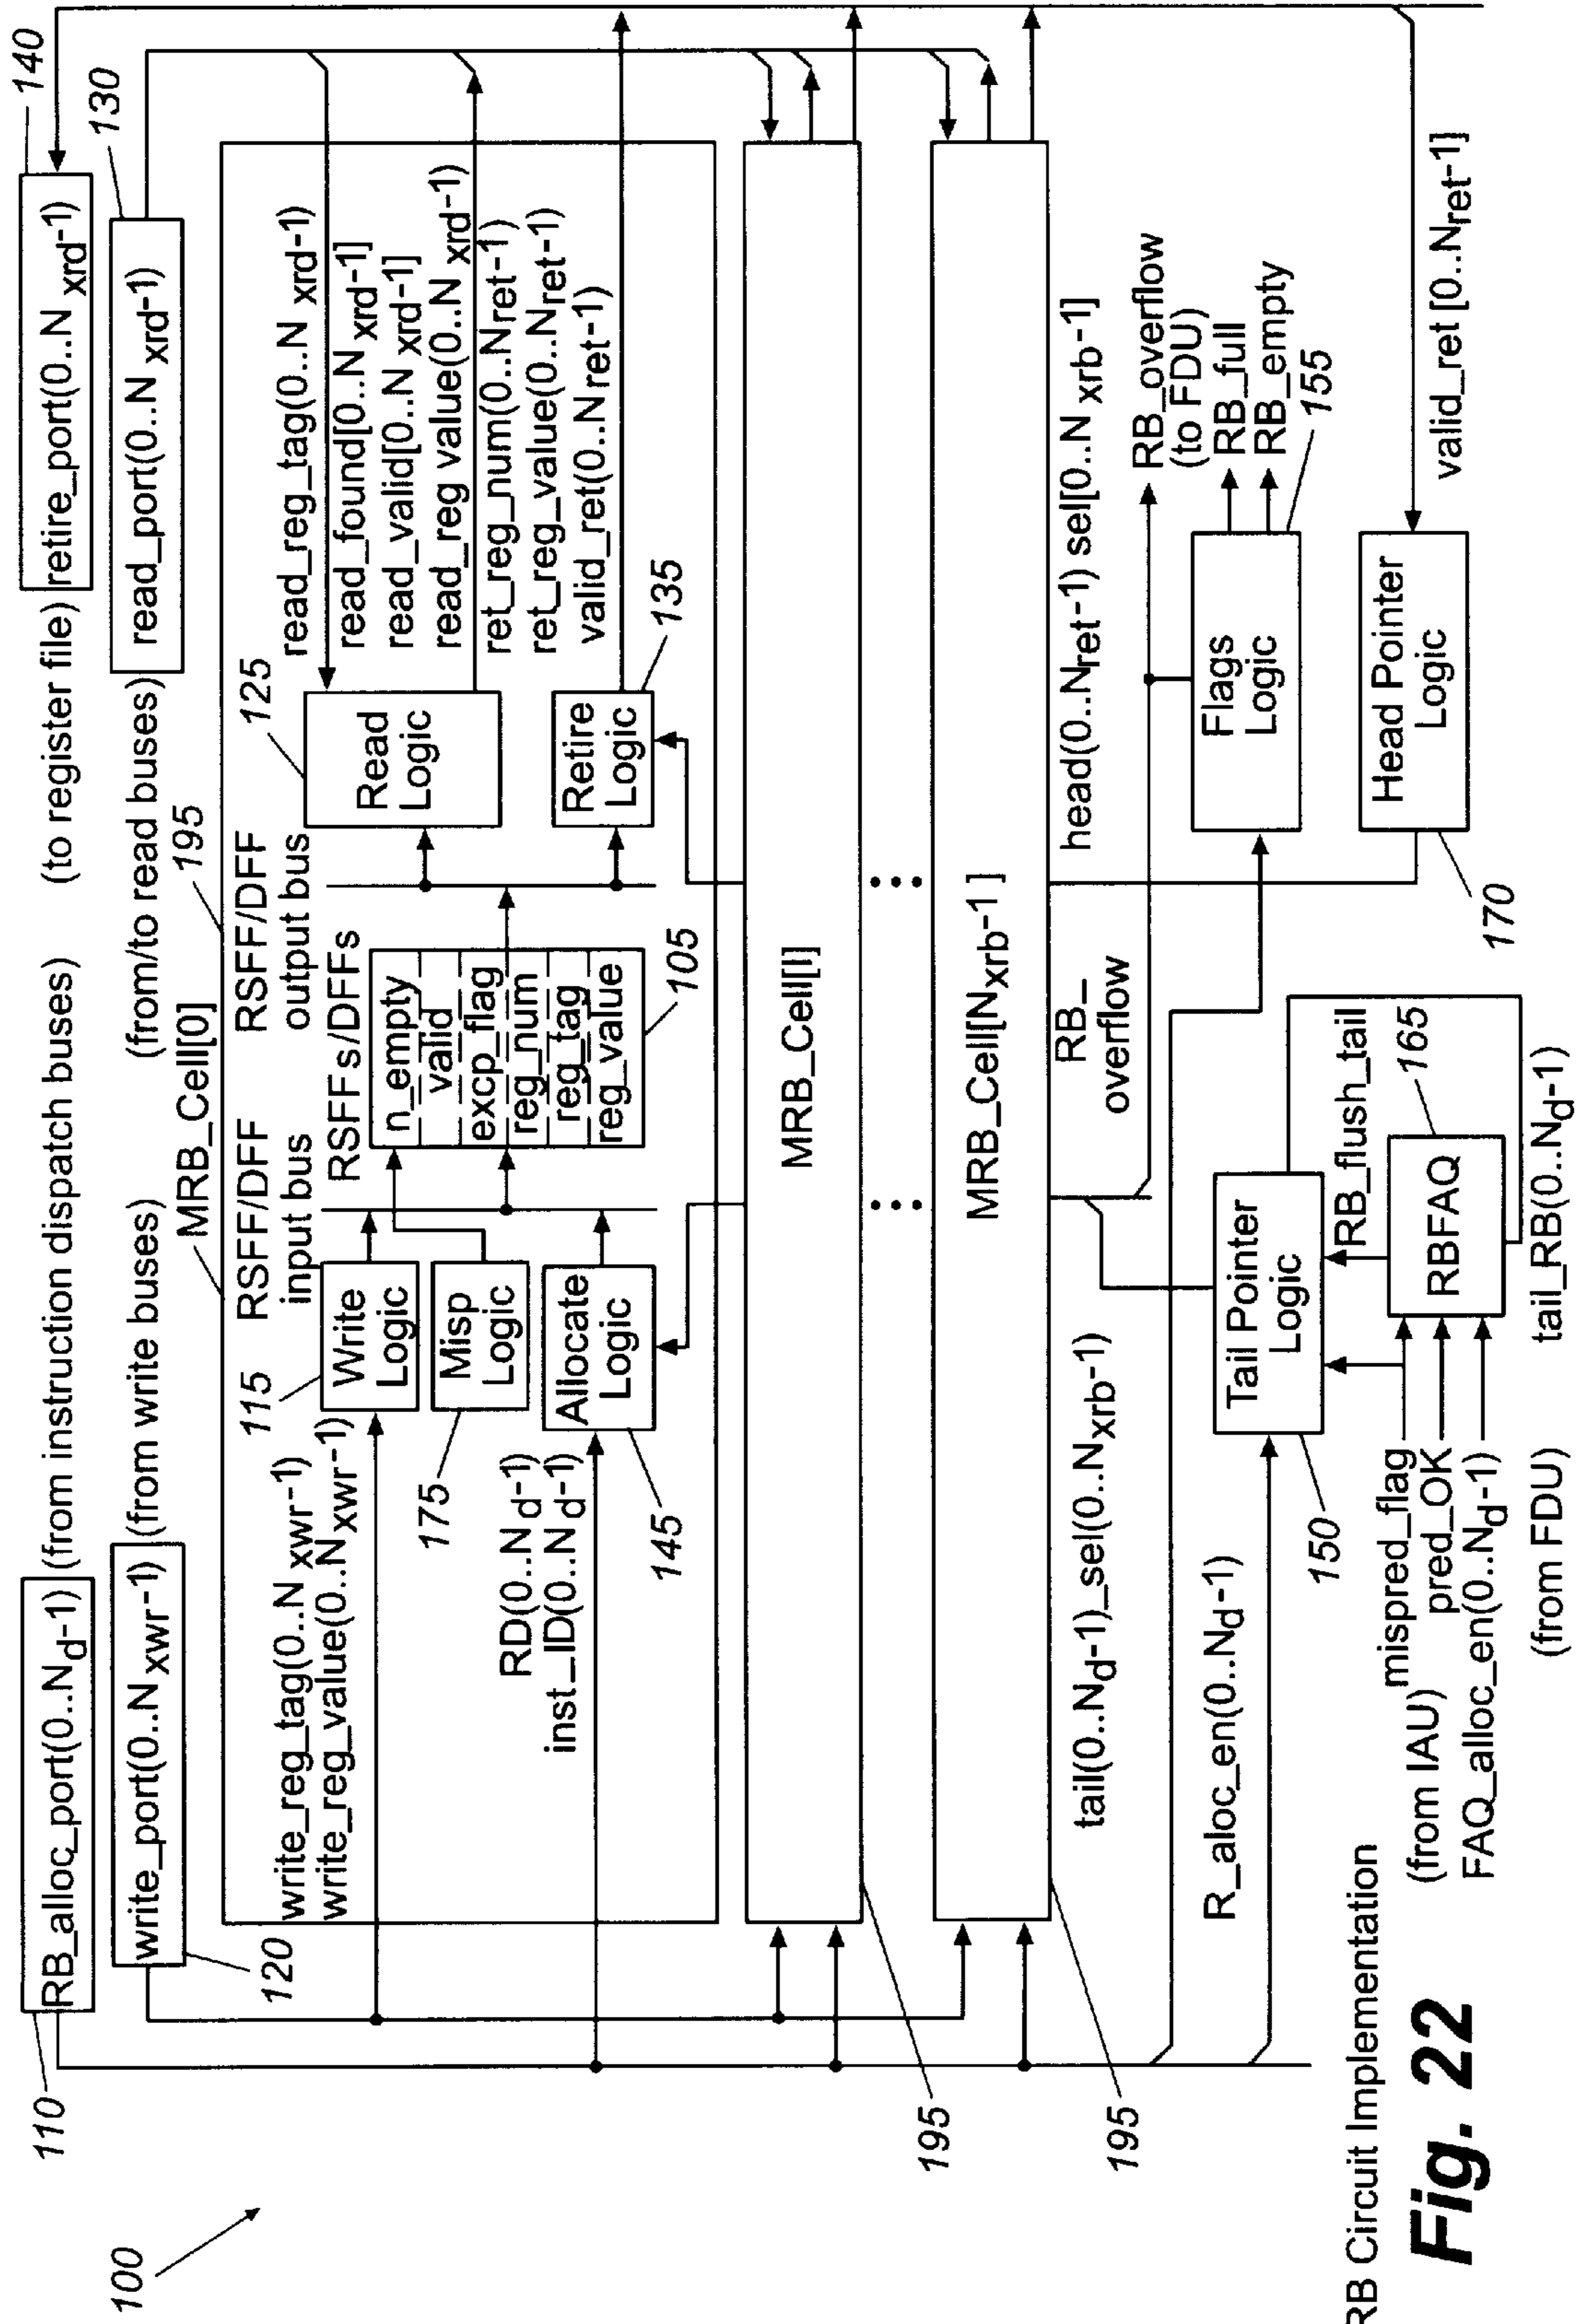 100
110
RB_alloc_port(0..Nd-1) (from instruction dispatch buses)
(to register file) retire_port(0..N xrd-1)
140
write_port(0..N xwr-1) (from write buses)
(from/to read buses) read_port(0..N xrd-1)
130
120
MRB_Cell[0]
195
115
RSFF/DFF
input bus
RSFF/DFF
output bus
125
write_reg_tag(0..N xwr-1)
write_reg_value(0..N xwr-1)
Write
Logic
RSFFs/DFFs
n_empty
valid
excp_flag
reg_num
reg_tag
reg_value
105
Read
Logic
read_reg_tag(0..N xrd-1)
read_found[0..N xrd-1]
read_valid[0..N xrd-1]
read_reg value(0..N xrd-1)
175
Misp
Logic
RD(0..Nd-1)
inst_ID(0..Nd-1)
Allocate
Logic
145
Retire
Logic
135
ret_reg_num(0..Nret-1)
ret_reg_value(0..Nret-1)
valid_ret(0..Nret-1)
MRB_Cell[I]
195
MRB_Cell[Nxrb-1 ]
195
tail(0..Nd-1)_sel(0..Nxrb-1)
RB_
overflow
head(0..Nret-1) sel[0..N xrb-1]
RB_overflow
(to FDU)
R_aloc_en(0..Nd-1)
Tail Pointer
Logic
150
Flags
Logic
RB_full
RB_empty
155
RB_flush_tail
RBFAQ
165
Head Pointer
Logic
170
valid_ret [0..Nret-1]
(from IAU) mispred_flag
pred_OK
FAQ_alloc_en(0..Nd-1)
(from FDU)
tail_RB(0..Nd-1)
RB Circuit Implementation
Fig. 22